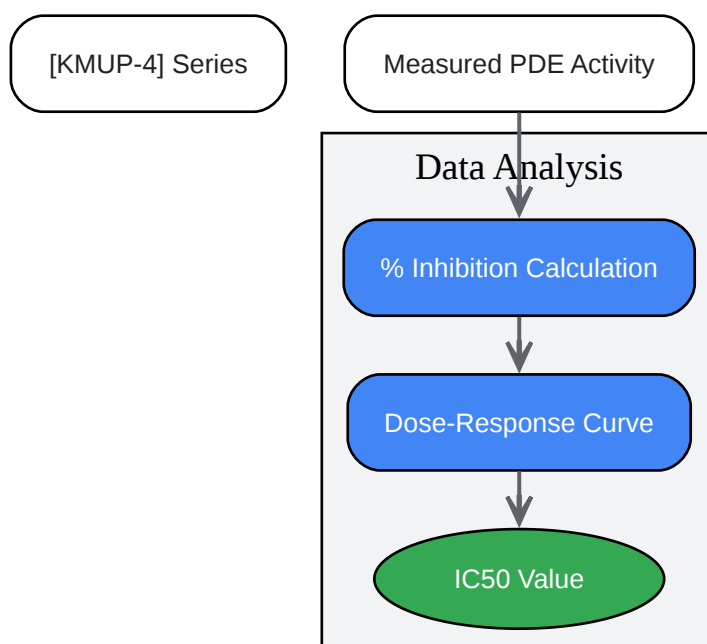 [KMUP-4] Series
Measured PDE Activity
Data Analysis
% Inhibition Calculation
Dose-Response Curve
IC50 Value